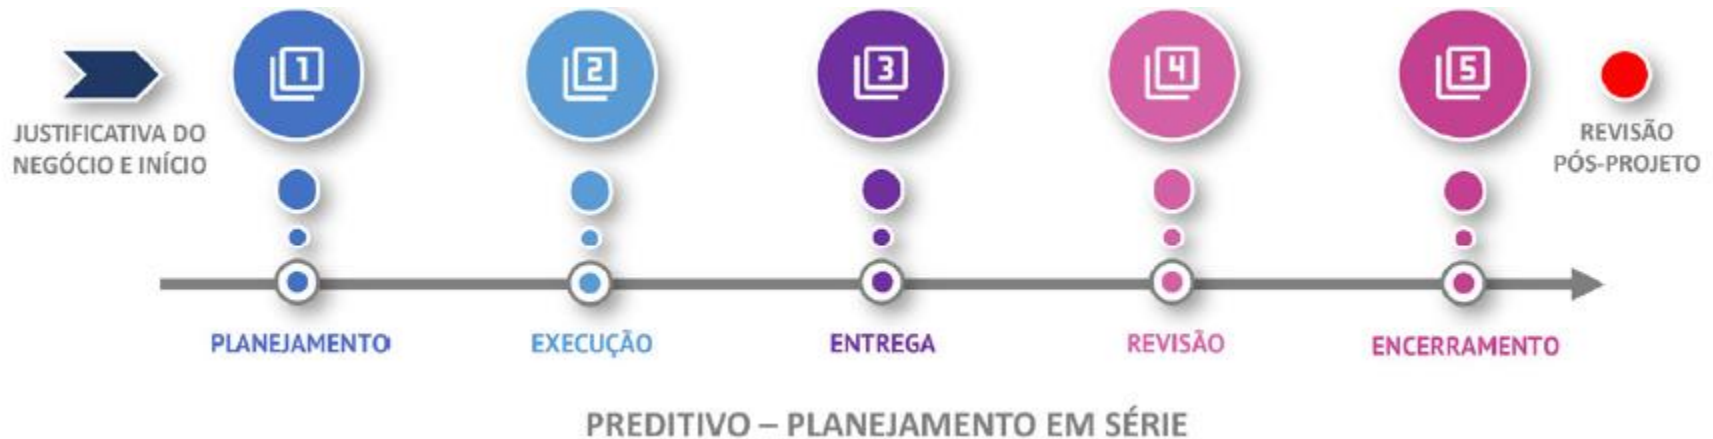 1
2
3
4
5
JUSTIFICATIVA DO
NEGÓCIO E INÍCIO
REVISÃO
PÓS-PROJETO
PLANEJAMENTO
EXECUÇÃO
ENTREGA
REVISÃO
ENCERRAMENTO
PREDITIVO – PLANEJAMENTO EM SÉRIE